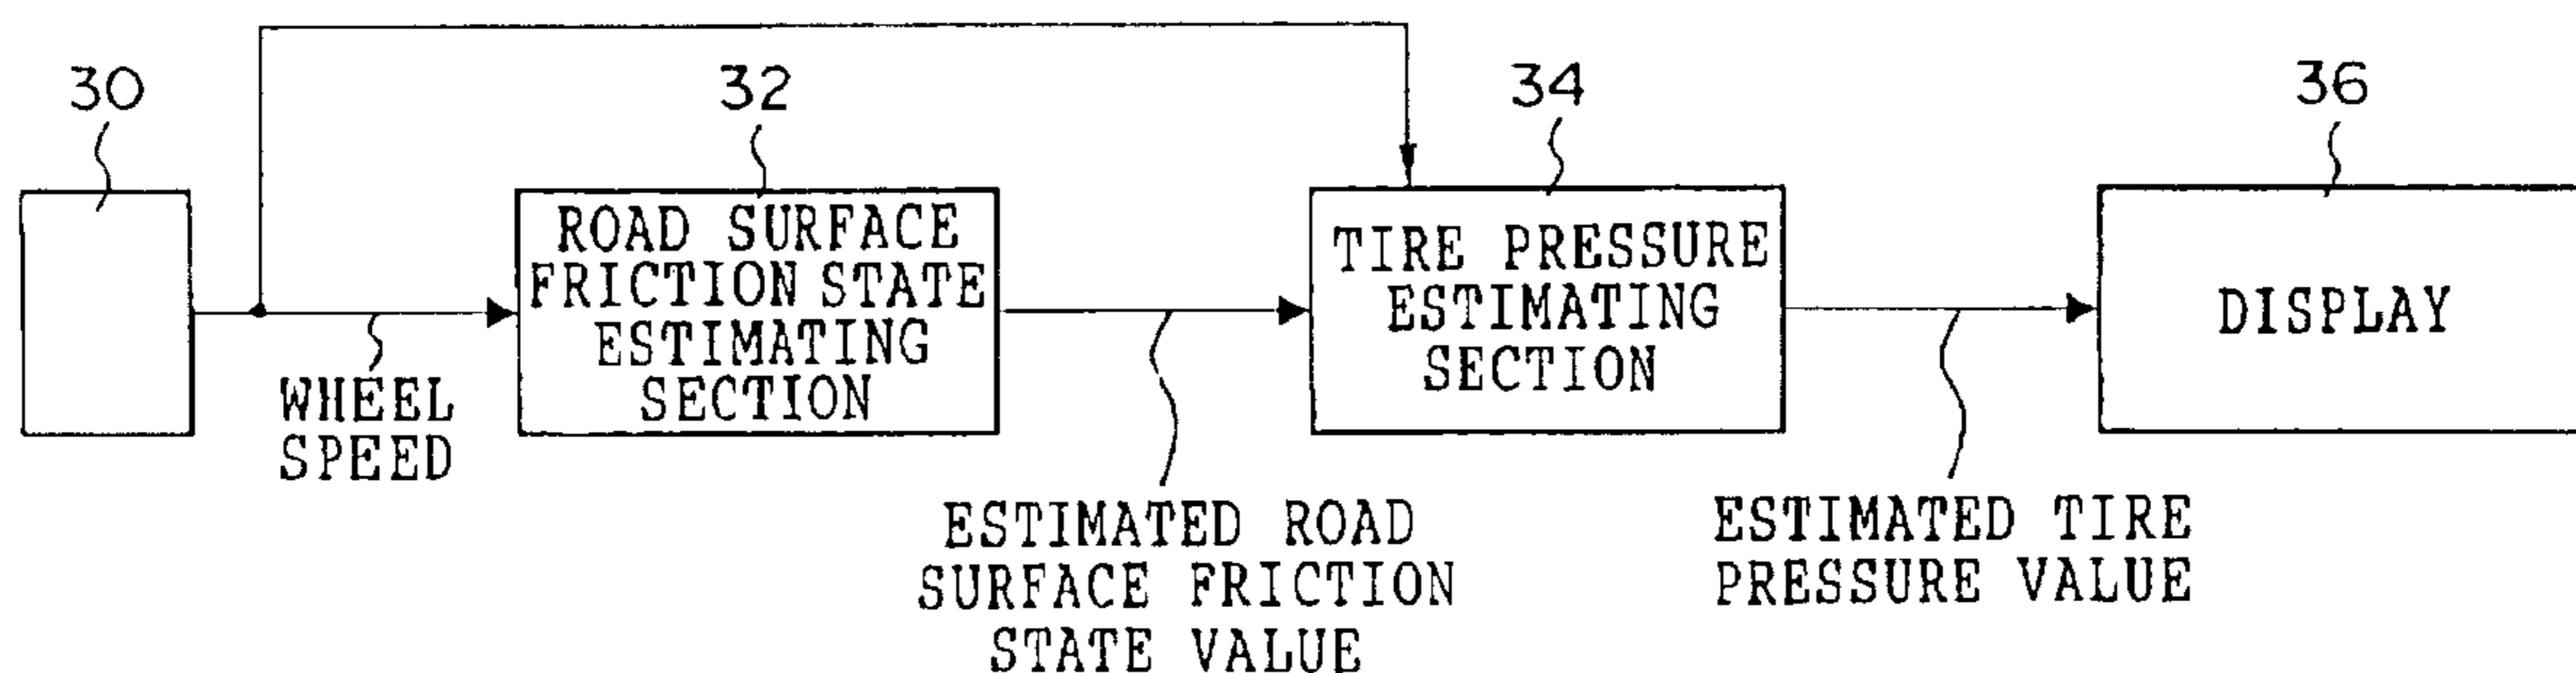 30
32
34
36
ROAD SURFACE
FRICTION STATE
ESTIMATING
SECTION
TIRE PRESSURE
ESTIMATING
SECTION
DISPLAY
WHEEL
SPEED
ESTIMATED ROAD
SURFACE FRICTION
STATE VALUE
ESTIMATED TIRE
PRESSURE VALUE